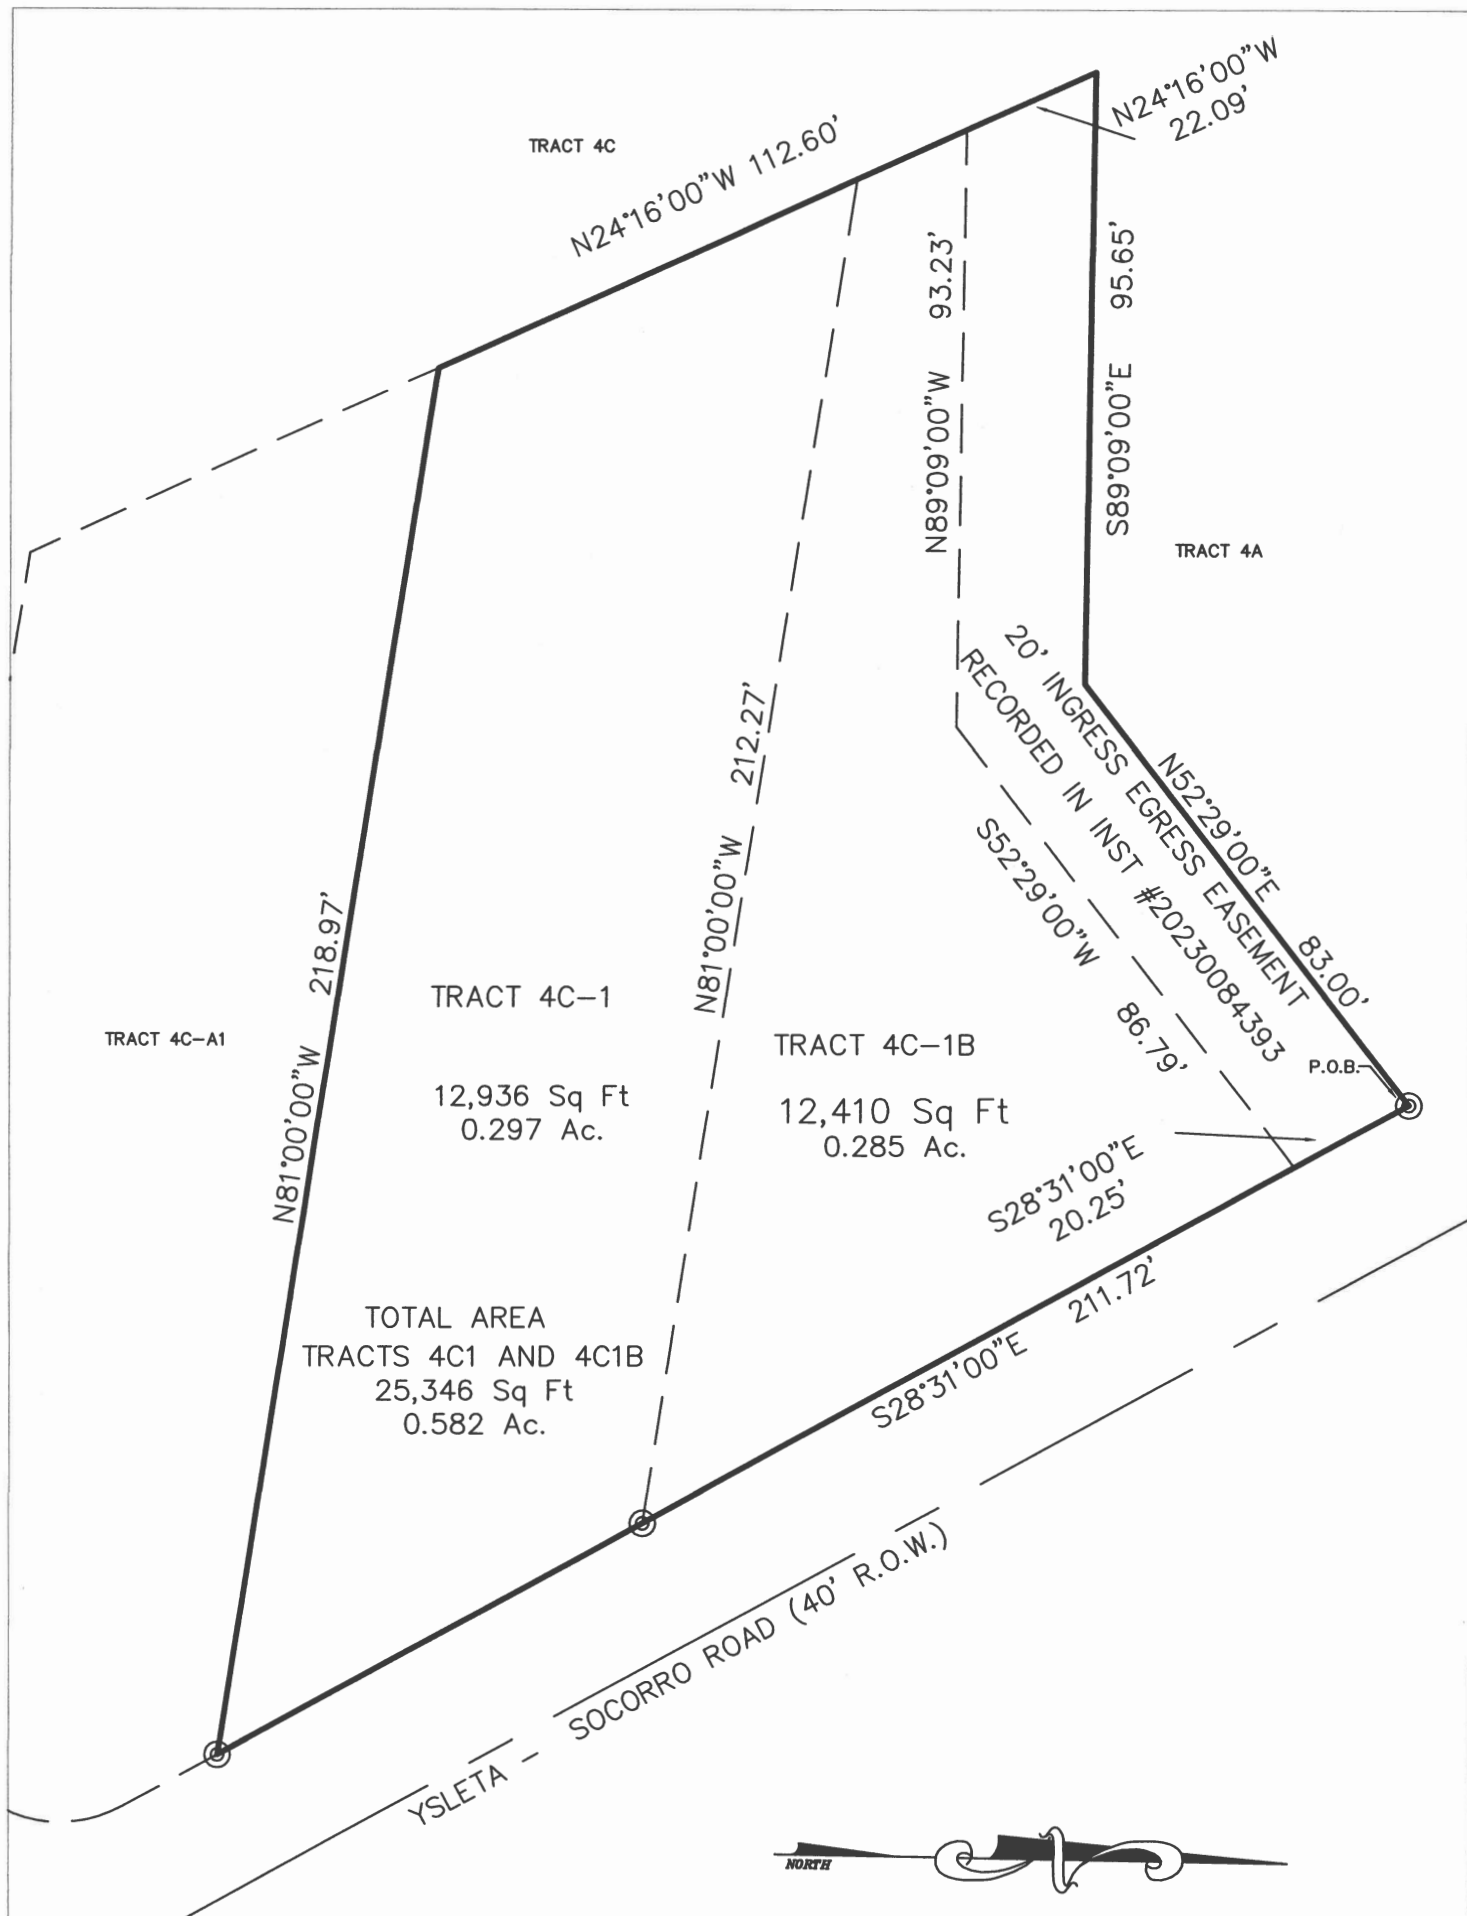 TRACT 4C
N24°16'00"W 112.60'
N24°16'00"W
22.09'
N89°09'00"W 93.23'
S89°09'00"E 95.65'
TRACT 4A
20' INGRESS EGRESS EASEMENT
RECORDED IN INST #20230084393
N52°29'00"E 83.00'
S52°29'00"W 86.79'
P.O.B.
N81°00'00"W 212.27'
N81°00'00"W 218.97'
TRACT 4C-A1
TRACT 4C-1
12,936 Sq Ft
0.297 Ac.
TRACT 4C-1B
12,410 Sq Ft
0.285 Ac.
S28°31'00"E
20.25'
S28°31'00"E 211.72'
TOTAL AREA
TRACTS 4C1 AND 4C1B
25,346 Sq Ft
0.582 Ac.
YSLETA - SOCORRO ROAD (40' R.O.W.)
NORTH